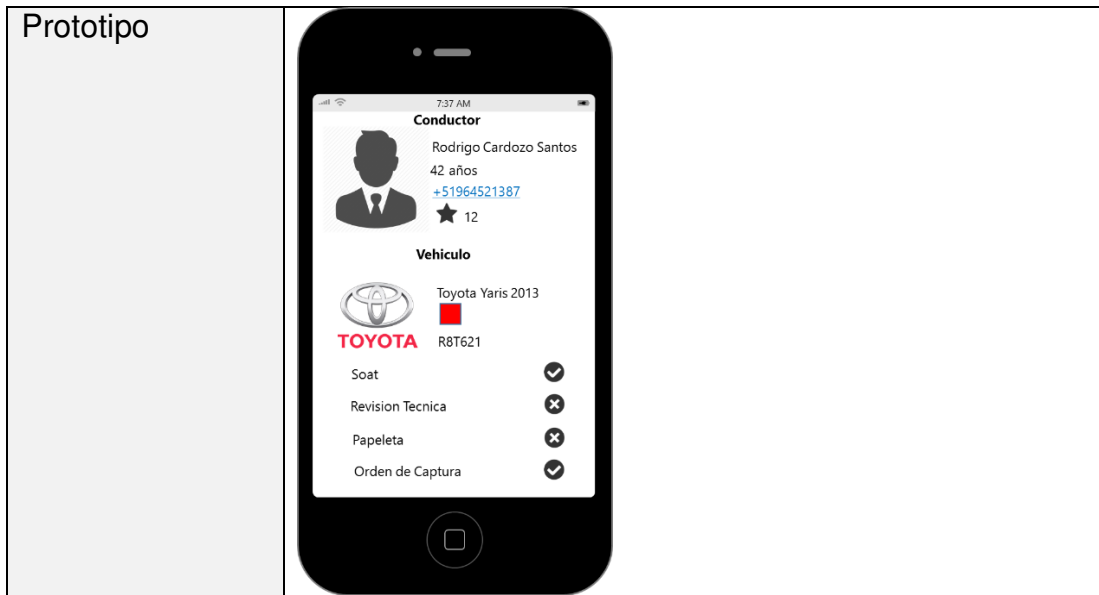 Prototipo
7:37 AM
Conductor
Rodrigo Cardozo Santos
42 años
+51964521387
12
Vehiculo
Toyota Yaris 2013
TOYOTA
R8T621
Soat
Revision Tecnica
Papeleta
Orden de Captura